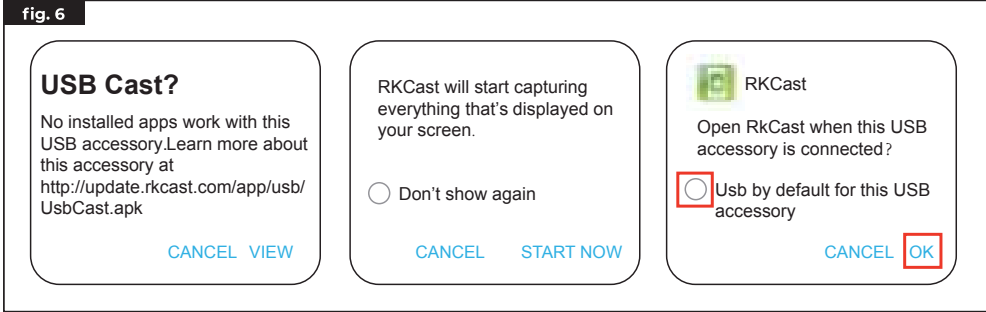 fig. 6
USB Cast?
No installed apps work with this
USB accessory.Learn more about
this accessory at
http://update.rkcast.com/app/usb/
UsbCast.apk
CANCEL VIEW
RKCast will start capturing
everything that's displayed on
your screen.
Don't show again
CANCEL START NOW
RKCast
Open RkCast when this USB
accessory is connected?
Usb by default for this USB
accessory
CANCEL OK